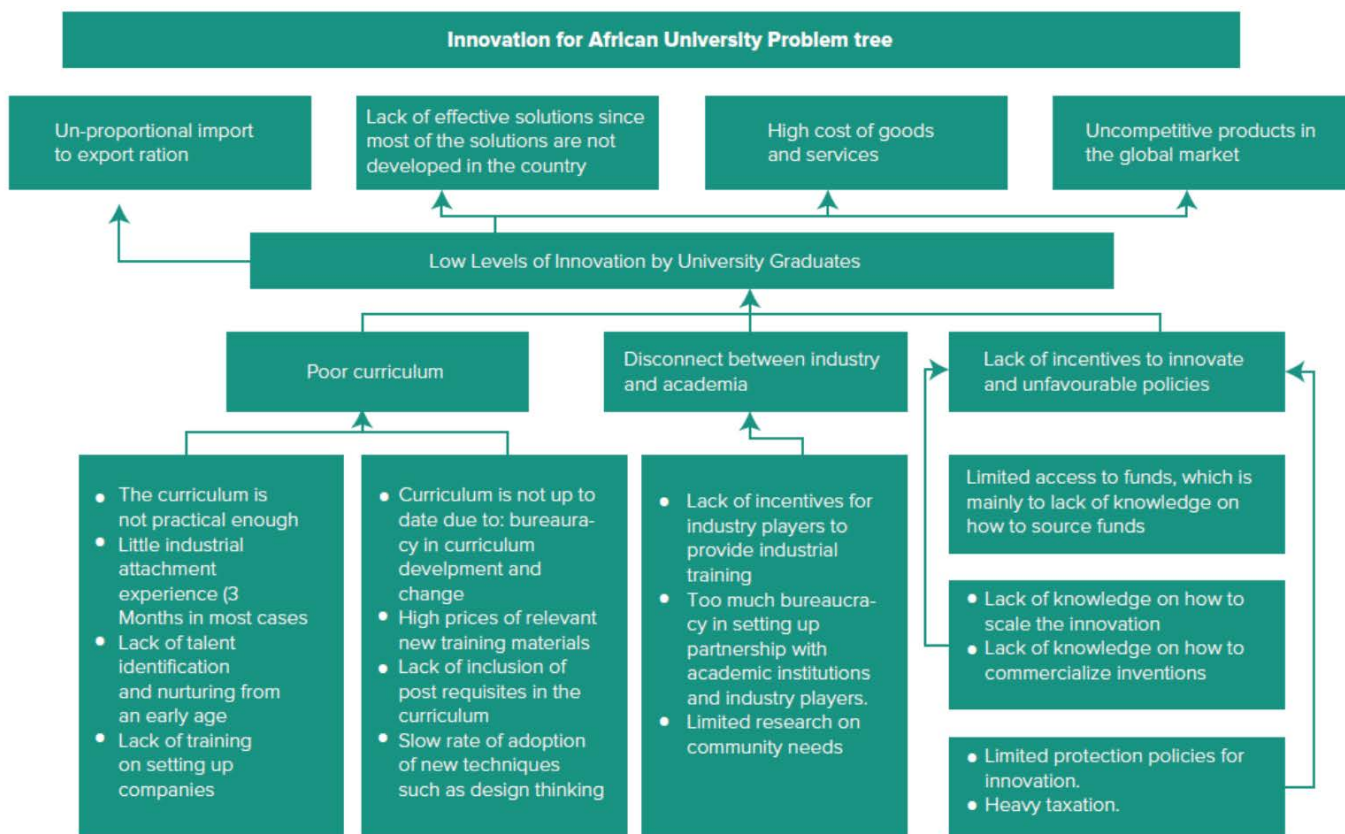 Innovation for African University Problem tree
Un-proportional import
to export ration
Lack of effective solutions since
most of the solutions are not
developed in the country
High cost of goods
and services
Uncompetitive products in
the global market
Low Levels of Innovation by University Graduates
Poor curriculum
Disconnect between industry
and academia
Lack of incentives to innovate
and unfavourable policies
• The curriculum is
not practical enough
• Little industrial
attachment
experience (3
Months in most cases
• Lack of talent
identification
and nurturing from
an early age
• Lack of training
on setting up
companies
• Curriculum is not up to
date due to: bureaura-
cy in curriculum
develpment and
change
• High prices of relevant
new training materials
• Lack of inclusion of
post requisites in the
curriculum
• Slow rate of adoption
of new techniques
such as design thinking
• Lack of incentives for
industry players to
provide industrial
training
• Too much bureaucra-
cy in setting up
partnership with
academic institutions
and industry players.
• Limited research on
community needs
Limited access to funds, which is
mainly to lack of knowledge on
how to source funds
• Lack of knowledge on how to
scale the innovation
• Lack of knowledge on how to
commercialize inventions
• Limited protection policies for
innovation.
• Heavy taxation.